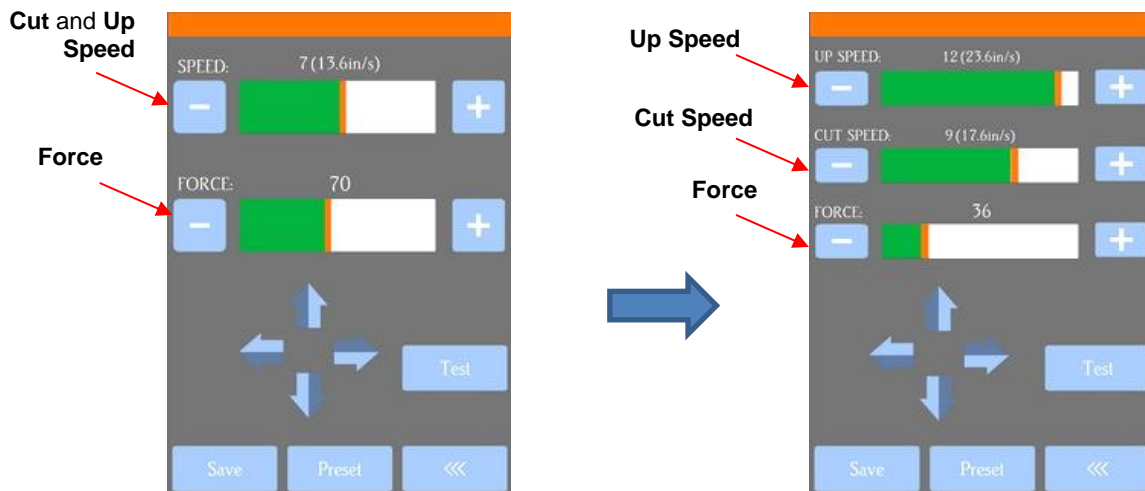 Cut and Up
Speed
Force
SPEED:
7 (13.6in/s)
FORCE:
70
Test
Save
Preset
<<<
Up Speed
Cut Speed
Force
UP SPEED:
12 (23.6in/s)
CUT SPEED:
9 (17.6in/s)
FORCE:
36
Test
Save
Preset
<<<